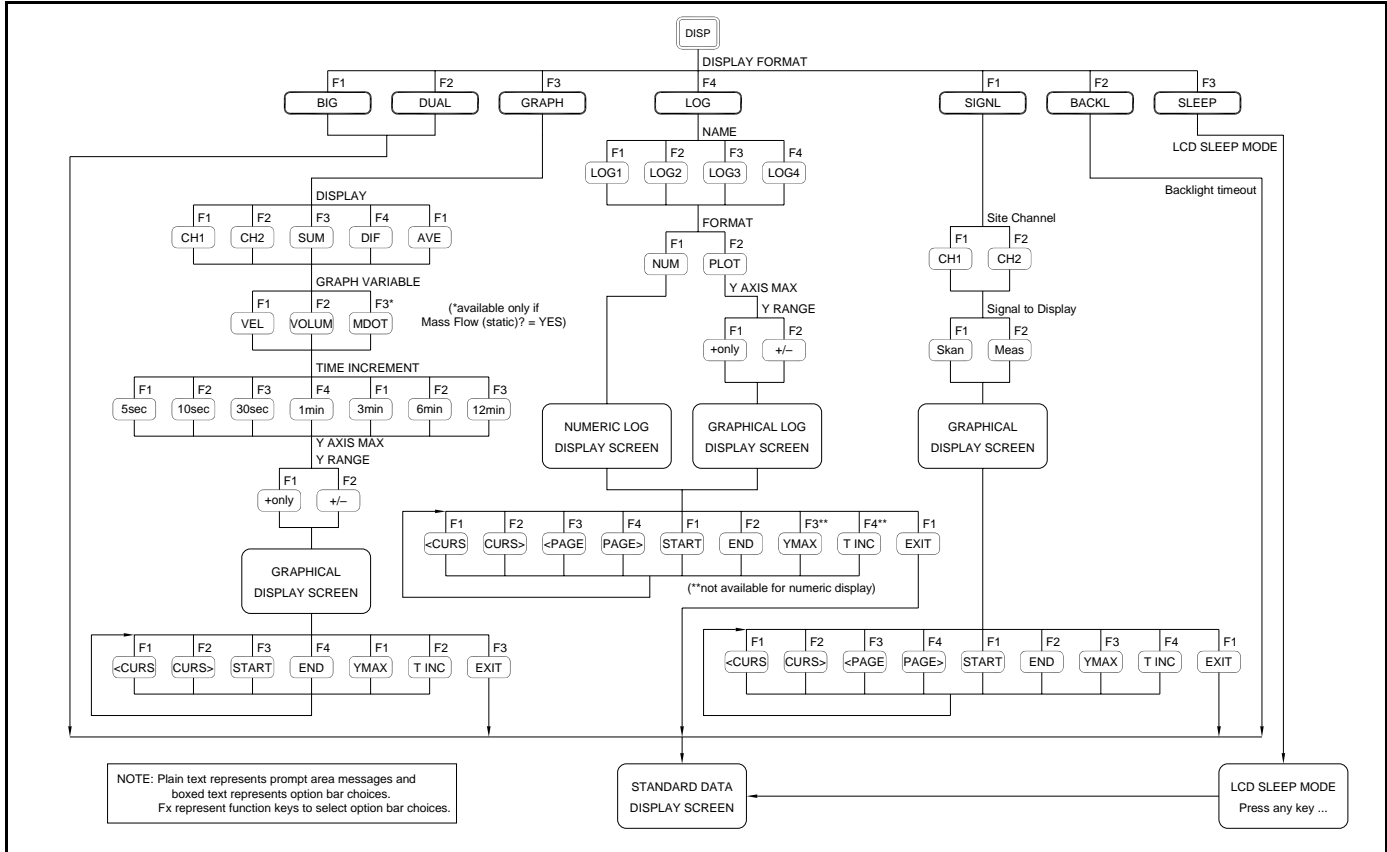 DISP
DISPLAY FORMAT
F1 F2 F3 F4 F1 F2 F3
BIG DUAL GRAPH LOG SIGNL BACKL SLEEP
NAME
LCD SLEEP MODE
F1 F2 F3 F4
LOG1 LOG2 LOG3 LOG4
Backlight timeout
DISPLAY
F1 F2 F3 F4 F1
CH1 CH2 SUM DIF AVE
FORMAT
F1 F2
NUM PLOT
Site Channel
F1 F2
CH1 CH2
GRAPH VARIABLE
F1 F2 F3*
VEL VOLUM MDOT
(*available only if
Mass Flow (static)? = YES)
Y AXIS MAX
Y RANGE
F1 F2
+only +/–
Signal to Display
F1 F2
Skan Meas
TIME INCREMENT
F1 F2 F3 F4 F1 F2 F3
5sec 10sec 30sec 1min 3min 6min 12min
NUMERIC LOG
DISPLAY SCREEN
GRAPHICAL LOG
DISPLAY SCREEN
GRAPHICAL
DISPLAY SCREEN
Y AXIS MAX
Y RANGE
F1 F2
+only +/–
F1 F2 F3 F4 F1 F2 F3** F4** F1
<CURS CURS> <PAGE PAGE> START END YMAX T INC EXIT
(**not available for numeric display)
GRAPHICAL
DISPLAY SCREEN
F1 F2 F3 F4 F1 F2 F3
<CURS CURS> START END YMAX T INC EXIT
F1 F2 F3 F4 F1 F2 F3 F4 F1
<CURS CURS> <PAGE PAGE> START END YMAX T INC EXIT
NOTE: Plain text represents prompt area messages and
boxed text represents option bar choices.
Fx represent function keys to select option bar choices.
STANDARD DATA
DISPLAY SCREEN
LCD SLEEP MODE
Press any key ...